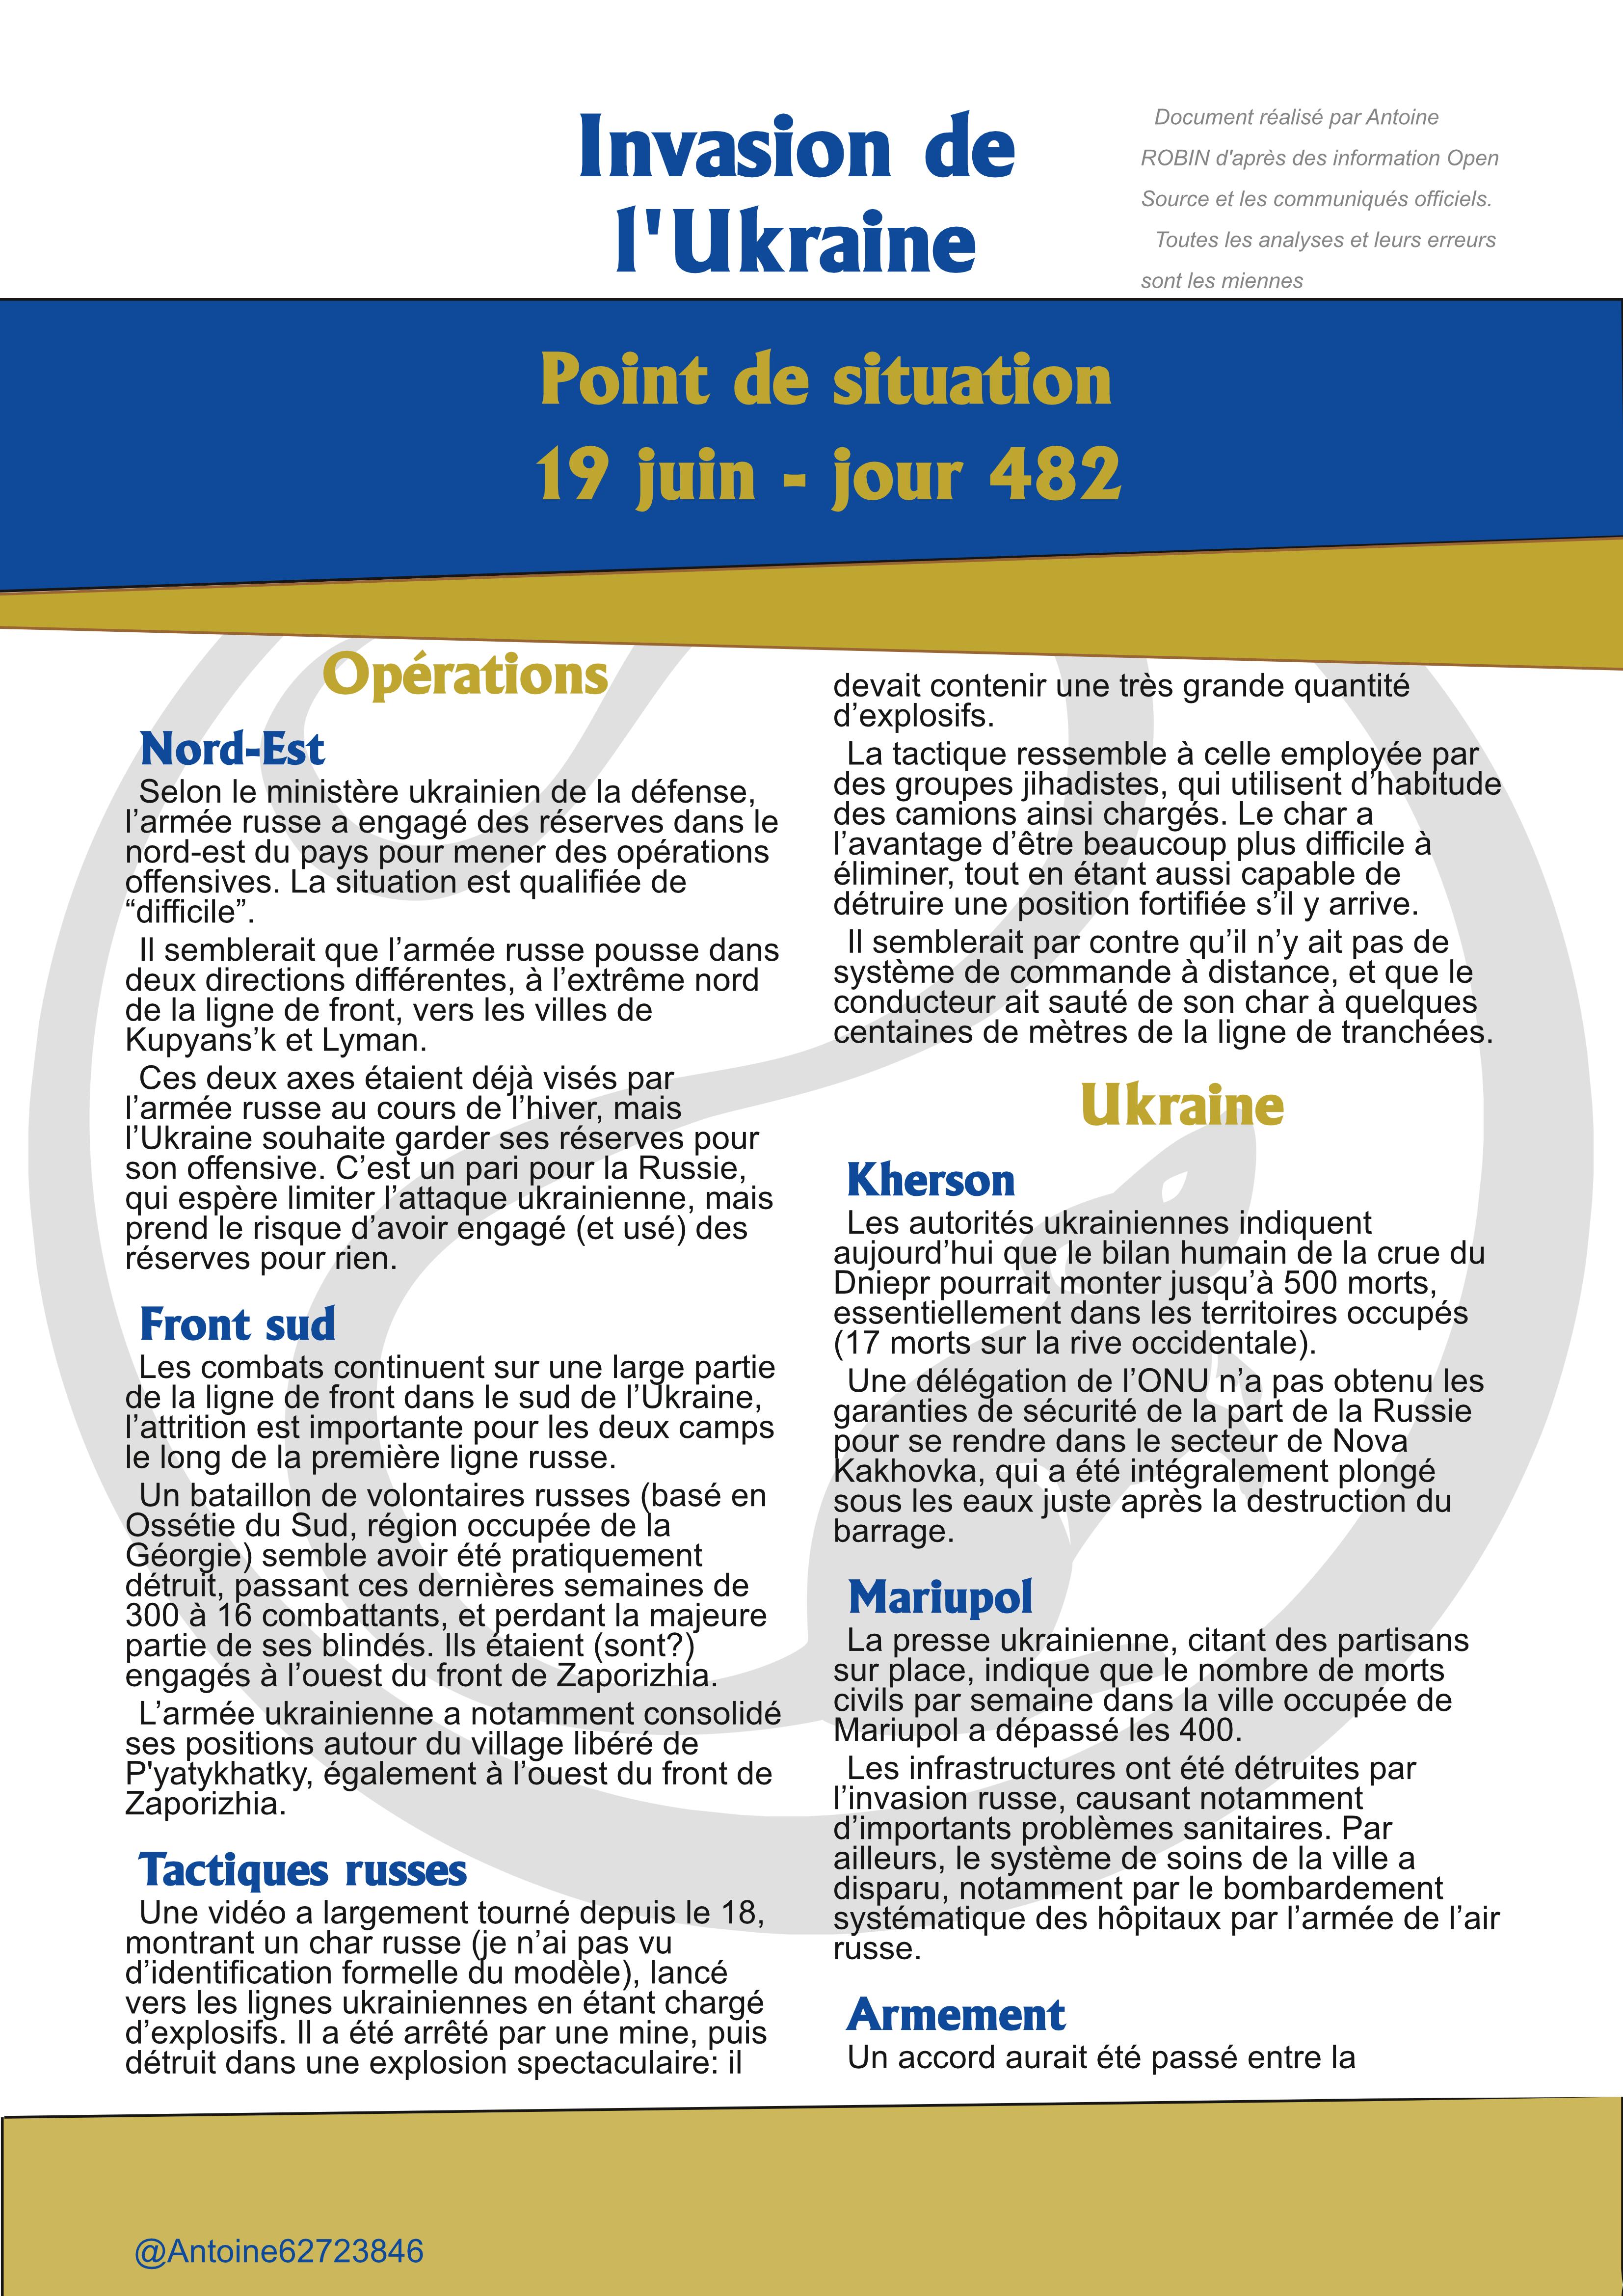 Invasion de
l'Ukraine
Document réalisé par Antoine
ROBIN d'après des information Open
Source et les communiqués officiels.
Toutes les analyses et leurs erreurs
sont les miennes
Point de situation
19 juin - jour 482
Opérations
Nord-Est
Selon le ministère ukrainien de la défense,
l’armée russe a engagé des réserves dans le
nord-est du pays pour mener des opérations
offensives. La situation est qualifiée de
“difficile”.
Il semblerait que l’armée russe pousse dans
deux directions différentes, à l’extrême nord
de la ligne de front, vers les villes de
Kupyans’k et Lyman.
Ces deux axes étaient déjà visés par
l’armée russe au cours de l’hiver, mais
l’Ukraine souhaite garder ses réserves pour
son offensive. C’est un pari pour la Russie,
qui espère limiter l’attaque ukrainienne, mais
prend le risque d’avoir engagé (et usé) des
réserves pour rien.
Front sud
Les combats continuent sur une large partie
de la ligne de front dans le sud de l’Ukraine,
l’attrition est importante pour les deux camps
le long de la première ligne russe.
Un bataillon de volontaires russes (basé en
Ossétie du Sud, région occupée de la
Géorgie) semble avoir été pratiquement
détruit, passant ces dernières semaines de
300 à 16 combattants, et perdant la majeure
partie de ses blindés. Ils étaient (sont?)
engagés à l’ouest du front de Zaporizhia.
L’armée ukrainienne a notamment consolidé
ses positions autour du village libéré de
P'yatykhatky, également à l’ouest du front de
Zaporizhia.
Tactiques russes
Une vidéo a largement tourné depuis le 18,
montrant un char russe (je n’ai pas vu
d’identification formelle du modèle), lancé
vers les lignes ukrainiennes en étant chargé
d’explosifs. Il a été arrêté par une mine, puis
détruit dans une explosion spectaculaire: il
devait contenir une très grande quantité
d’explosifs.
La tactique ressemble à celle employée par
des groupes jihadistes, qui utilisent d’habitude
des camions ainsi chargés. Le char a
l’avantage d’être beaucoup plus difficile à
éliminer, tout en étant aussi capable de
détruire une position fortifiée s’il y arrive.
Il semblerait par contre qu’il n’y ait pas de
système de commande à distance, et que le
conducteur ait sauté de son char à quelques
centaines de mètres de la ligne de tranchées.
Ukraine
Kherson
Les autorités ukrainiennes indiquent
aujourd’hui que le bilan humain de la crue du
Dniepr pourrait monter jusqu’à 500 morts,
essentiellement dans les territoires occupés
(17 morts sur la rive occidentale).
Une délégation de l’ONU n’a pas obtenu les
garanties de sécurité de la part de la Russie
pour se rendre dans le secteur de Nova
Kakhovka, qui a été intégralement plongé
sous les eaux juste après la destruction du
barrage.
Mariupol
La presse ukrainienne, citant des partisans
sur place, indique que le nombre de morts
civils par semaine dans la ville occupée de
Mariupol a dépassé les 400.
Les infrastructures ont été détruites par
l’invasion russe, causant notamment
d’importants problèmes sanitaires. Par
ailleurs, le système de soins de la ville a
disparu, notamment par le bombardement
systématique des hôpitaux par l’armée de l’air
russe.
Armement
Un accord aurait été passé entre la
@Antoine62723846